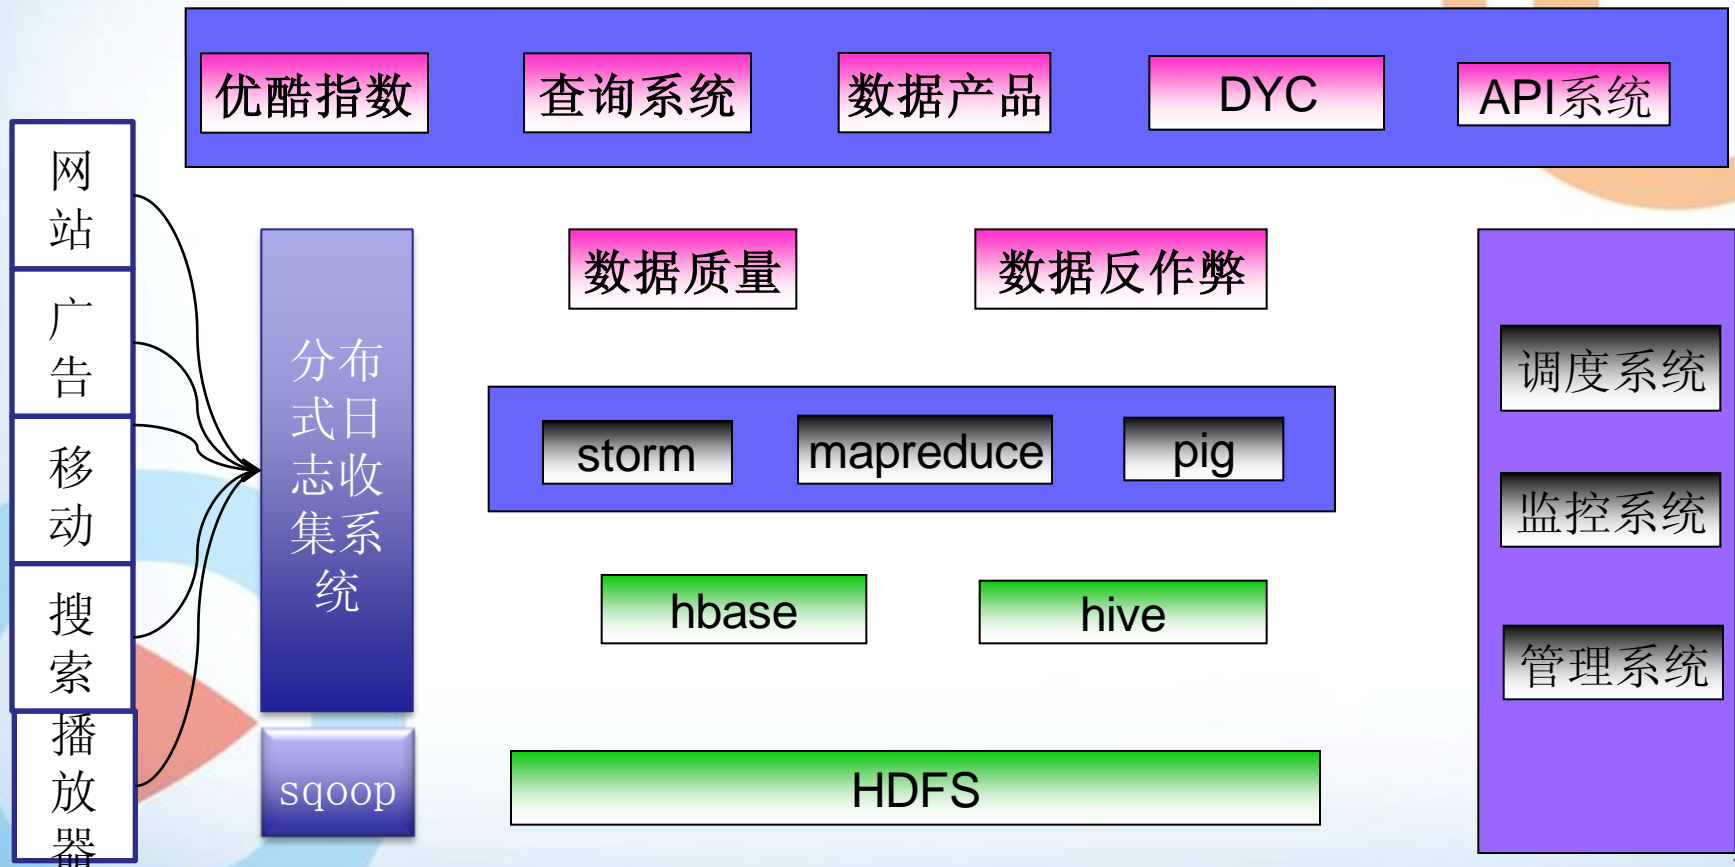 优酷指数
查询系统
数据产品
DYC
API系统
网
站
广
告
移
动
搜
索
播
放
器
分布
式日
志收
集系
统
sqoop
数据质量
数据反作弊
storm
mapreduce
pig
hbase
hive
HDFS
调度系统
监控系统
管理系统